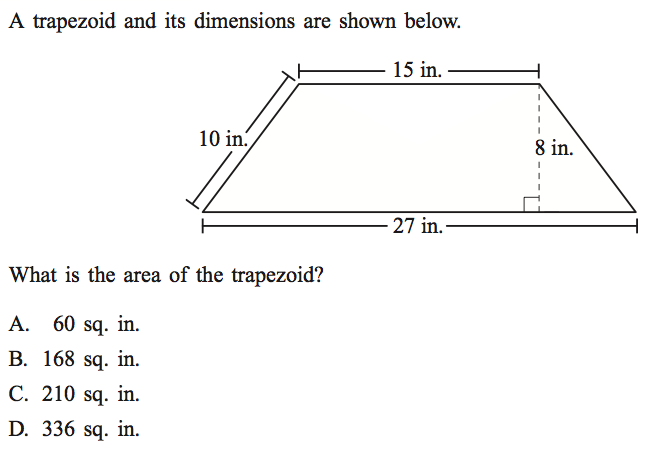 A trapezoid and its dimensions are shown below.
15 in.
10 in.
8 in.
27 in.
What is the area of the trapezoid?
A. 60 sq. in.
B. 168 sq. in.
C. 210 sq. in.
D. 336 sq. in.